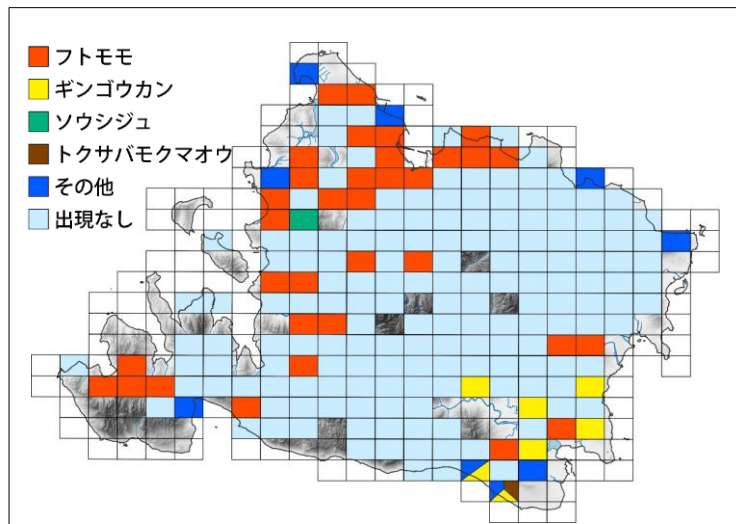 フトモモ
ギンゴウカン
ソウシジュ
トクサバモクマオウ
その他
出現なし